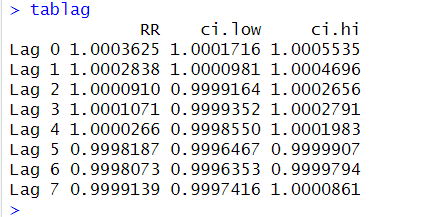 > tablag
RR ci.low ci.hi
Lag 0 1.0003625 1.0001716 1.0005535
Lag 1 1.0002838 1.0000981 1.0004696
Lag 2 1.0000910 0.9999164 1.0002656
Lag 3 1.0001071 0.9999352 1.0002791
Lag 4 1.0000266 0.9998550 1.0001983
Lag 5 0.9998187 0.9996467 0.9999907
Lag 6 0.9998073 0.9996353 0.9999794
Lag 7 0.9999139 0.9997416 1.0000861
>